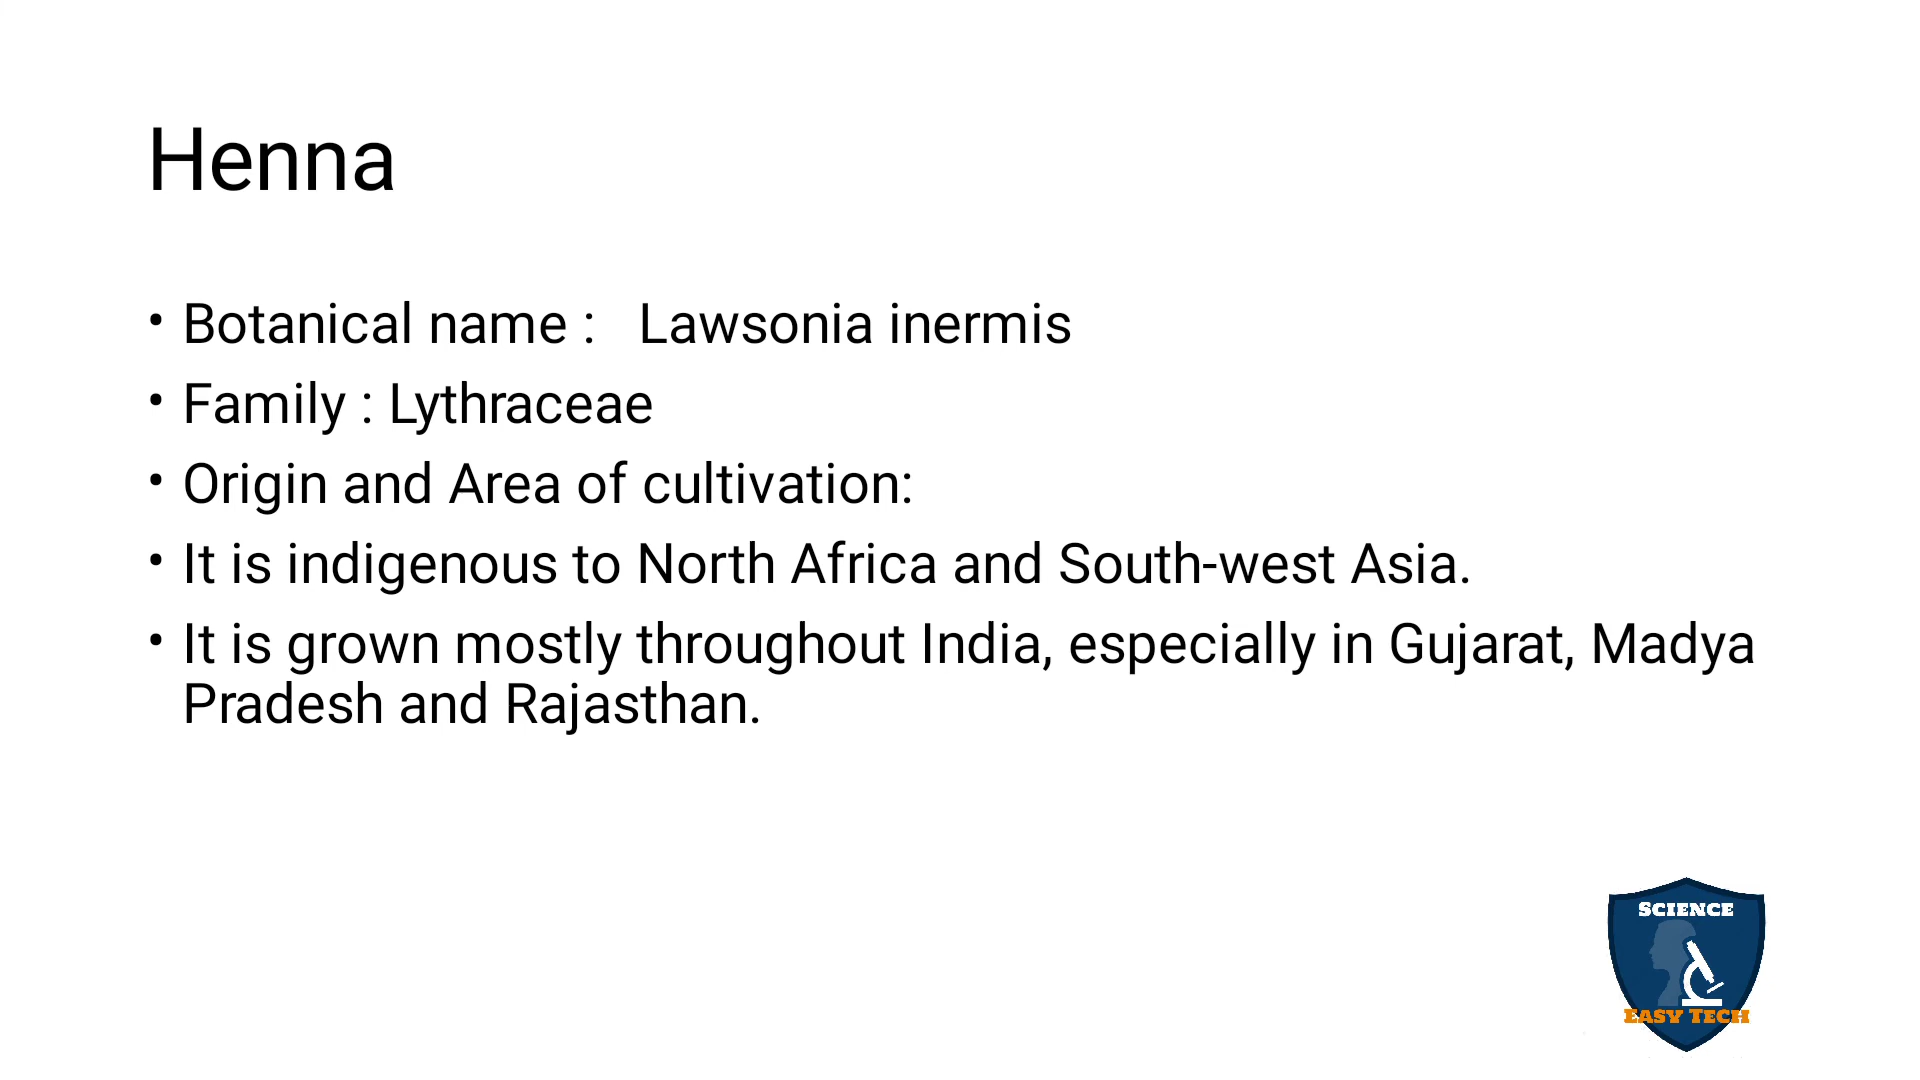 Henna
• Botanical name :   Lawsonia inermis
• Family : Lythraceae
• Origin and Area of cultivation:
• It is indigenous to North Africa and South-west Asia.
• It is grown mostly throughout India, especially in Gujarat, Madya
Pradesh and Rajasthan.
SCIENCE
EASY TECH